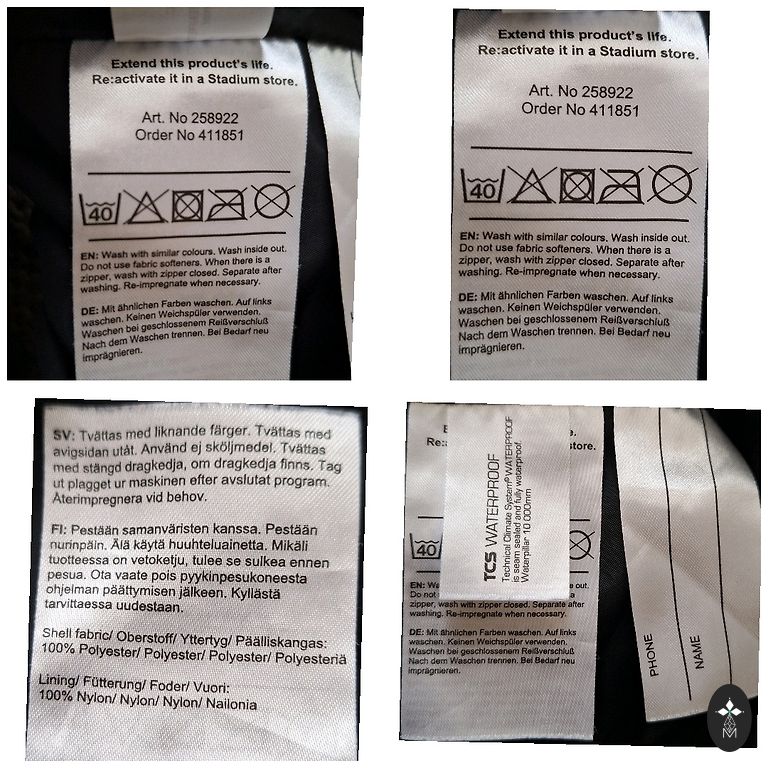 Extend this product's life.
Re:activate it in a Stadium store.
Art. No 258922
Order No 411851
40
EN: Wash with similar colours. Wash inside out.
Do not use fabric softeners. When there is a
zipper, wash with zipper closed. Separate after
washing. Re-impregnate when necessary.
DE: Mit ähnlichen Farben waschen. Auf links
waschen. Keinen Weichspüler verwenden.
Waschen bei geschlossenem Reißverschluß
Nach dem Waschen trennen. Bei Bedarf neu
imprägnieren.
Extend this product's life.
Re:activate it in a Stadium store.
Art. No 258922
Order No 411851
40
EN: Wash with similar colours. Wash inside out.
Do not use fabric softeners. When there is a
zipper, wash with zipper closed. Separate after
washing. Re-impregnate when necessary.
DE: Mit ähnlichen Farben waschen. Auf links
waschen. Keinen Weichspüler verwenden.
Waschen bei geschlossenem Reißverschluß
Nach dem Waschen trennen. Bei Bedarf neu
imprägnieren.
SV: Tvättas med liknande färger. Tvättas med
avigsidan utåt. Använd ej sköljmedel. Tvättas
med stängd dragkedja, om dragkedja finns. Tag
ut plagget ur maskinen efter avslutat program.
Återimpregnera vid behov.
FI: Pestään samanväristen kanssa. Pestään
nurinpäin. Älä käytä huuhteluainetta. Mikäli
tuotteessa on vetoketju, tulee se sulkea ennen
pesua. Ota vaate pois pyykinpesukoneesta
ohjelman päättymisen jälkeen. Kyllästä
tarvittaessa uudestaan.
Shell fabric/ Oberstoff/ Yttertyg/ Päälliskangas:
100% Polyester/ Polyester/ Polyester/ Polyesteriä
Lining/ Fütterung/ Foder/ Vuori:
100% Nylon/ Nylon/ Nylon/ Nailonia
E e.
Re: store.
TCS WATERPROOF
Technical Climate System® WATERPROOF
is seem sealed and fully waterproof.
Waterpillar 10 000mm
40
EN: Wa out.
Do no a
zipper, wash with zipper closed. Separate after
washing. Re-impregnate when necessary.
DE: Mit ähnlichen Farben waschen. Auf links
waschen. Keinen Weichspüler verwenden.
Waschen bei geschlossenem Reißverschluß
Nach dem Waschen trennen. Bei Bedarf neu
imprägnieren.
PHONE
NAME
M